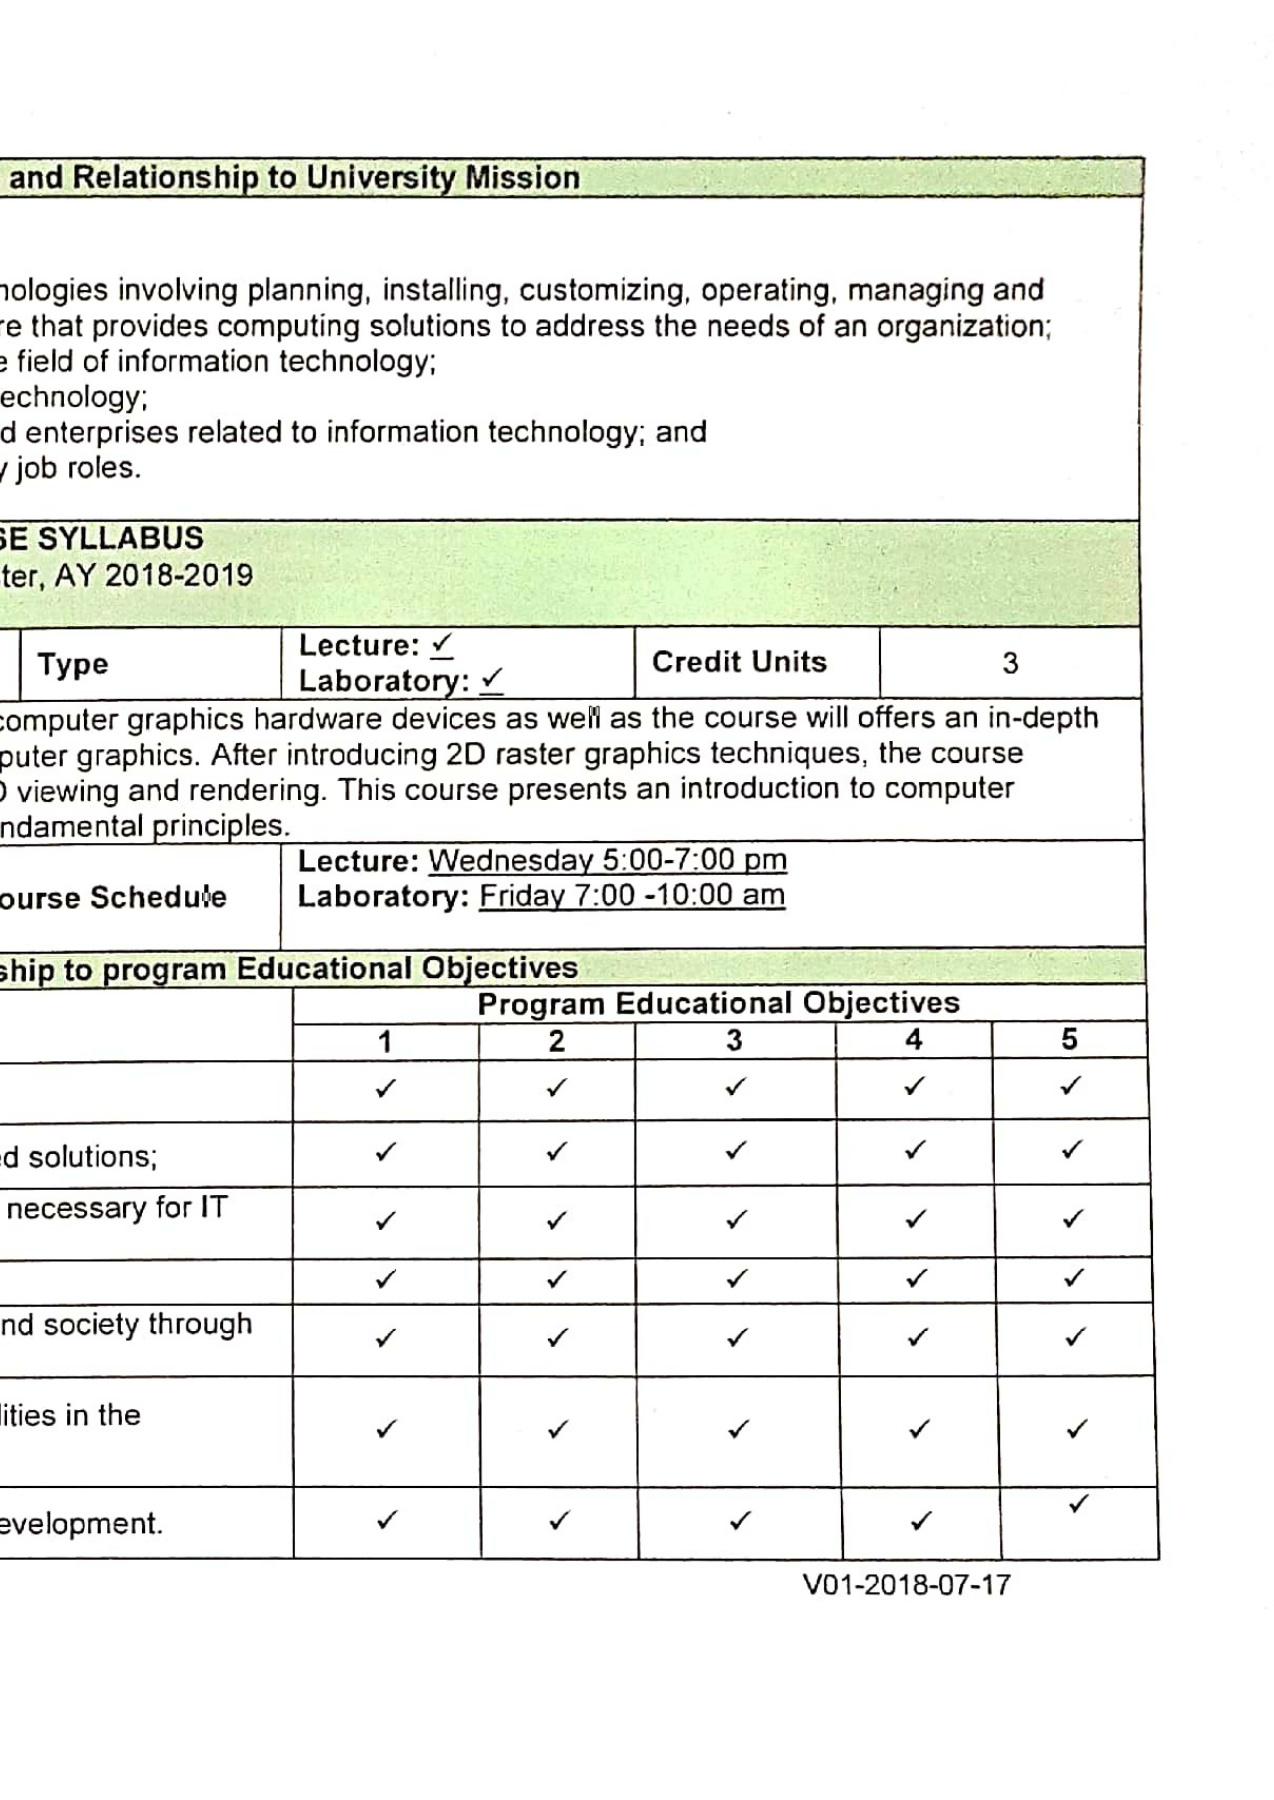 and Relationship to University Mission
nologies involving planning, installing, customizing, operating, managing and
re that provides computing solutions to address the needs of an organization;
e field of information technology;
echnology;
d enterprises related to information technology; and
y job roles.
SE SYLLABUS
ter, AY 2018-2019
Type Lecture: ✓ Credit Units 3
Laboratory: ✓
computer graphics hardware devices as well as the course will offers an in-depth
puter graphics. After introducing 2D raster graphics techniques, the course
D viewing and rendering. This course presents an introduction to computer
ndamental principles.
Lecture: Wednesday 5:00-7:00 pm
ourse Schedule Laboratory: Friday 7:00 -10:00 am
ship to program Educational Objectives
Program Educational Objectives
1 2 3 4 5
✓ ✓ ✓ ✓ ✓
d solutions; ✓ ✓ ✓ ✓ ✓
necessary for IT ✓ ✓ ✓ ✓ ✓
✓ ✓ ✓ ✓ ✓
nd society through ✓ ✓ ✓ ✓ ✓
lities in the ✓ ✓ ✓ ✓ ✓
evelopment. ✓ ✓ ✓ ✓ ✓
V01-2018-07-17